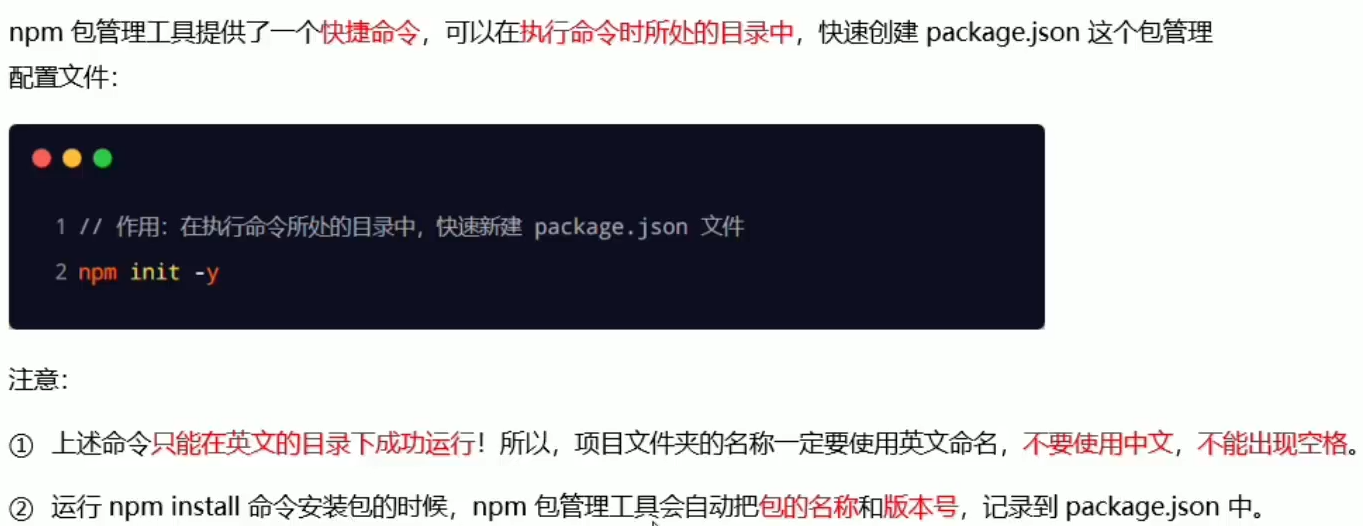 npm 包管理工具提供了一个快捷命令，可以在执行命令时所处的目录中，快速创建 package.json 这个包管理
配置文件：
1 // 作用：在执行命令所处的目录中，快速新建 package.json 文件
2 npm init -y
注意：
① 上述命令只能在英文的目录下成功运行！所以，项目文件夹的名称一定要使用英文命名，不要使用中文，不能出现空格。
② 运行 npm install 命令安装包的时候，npm 包管理工具会自动把包的名称和版本号，记录到 package.json 中。